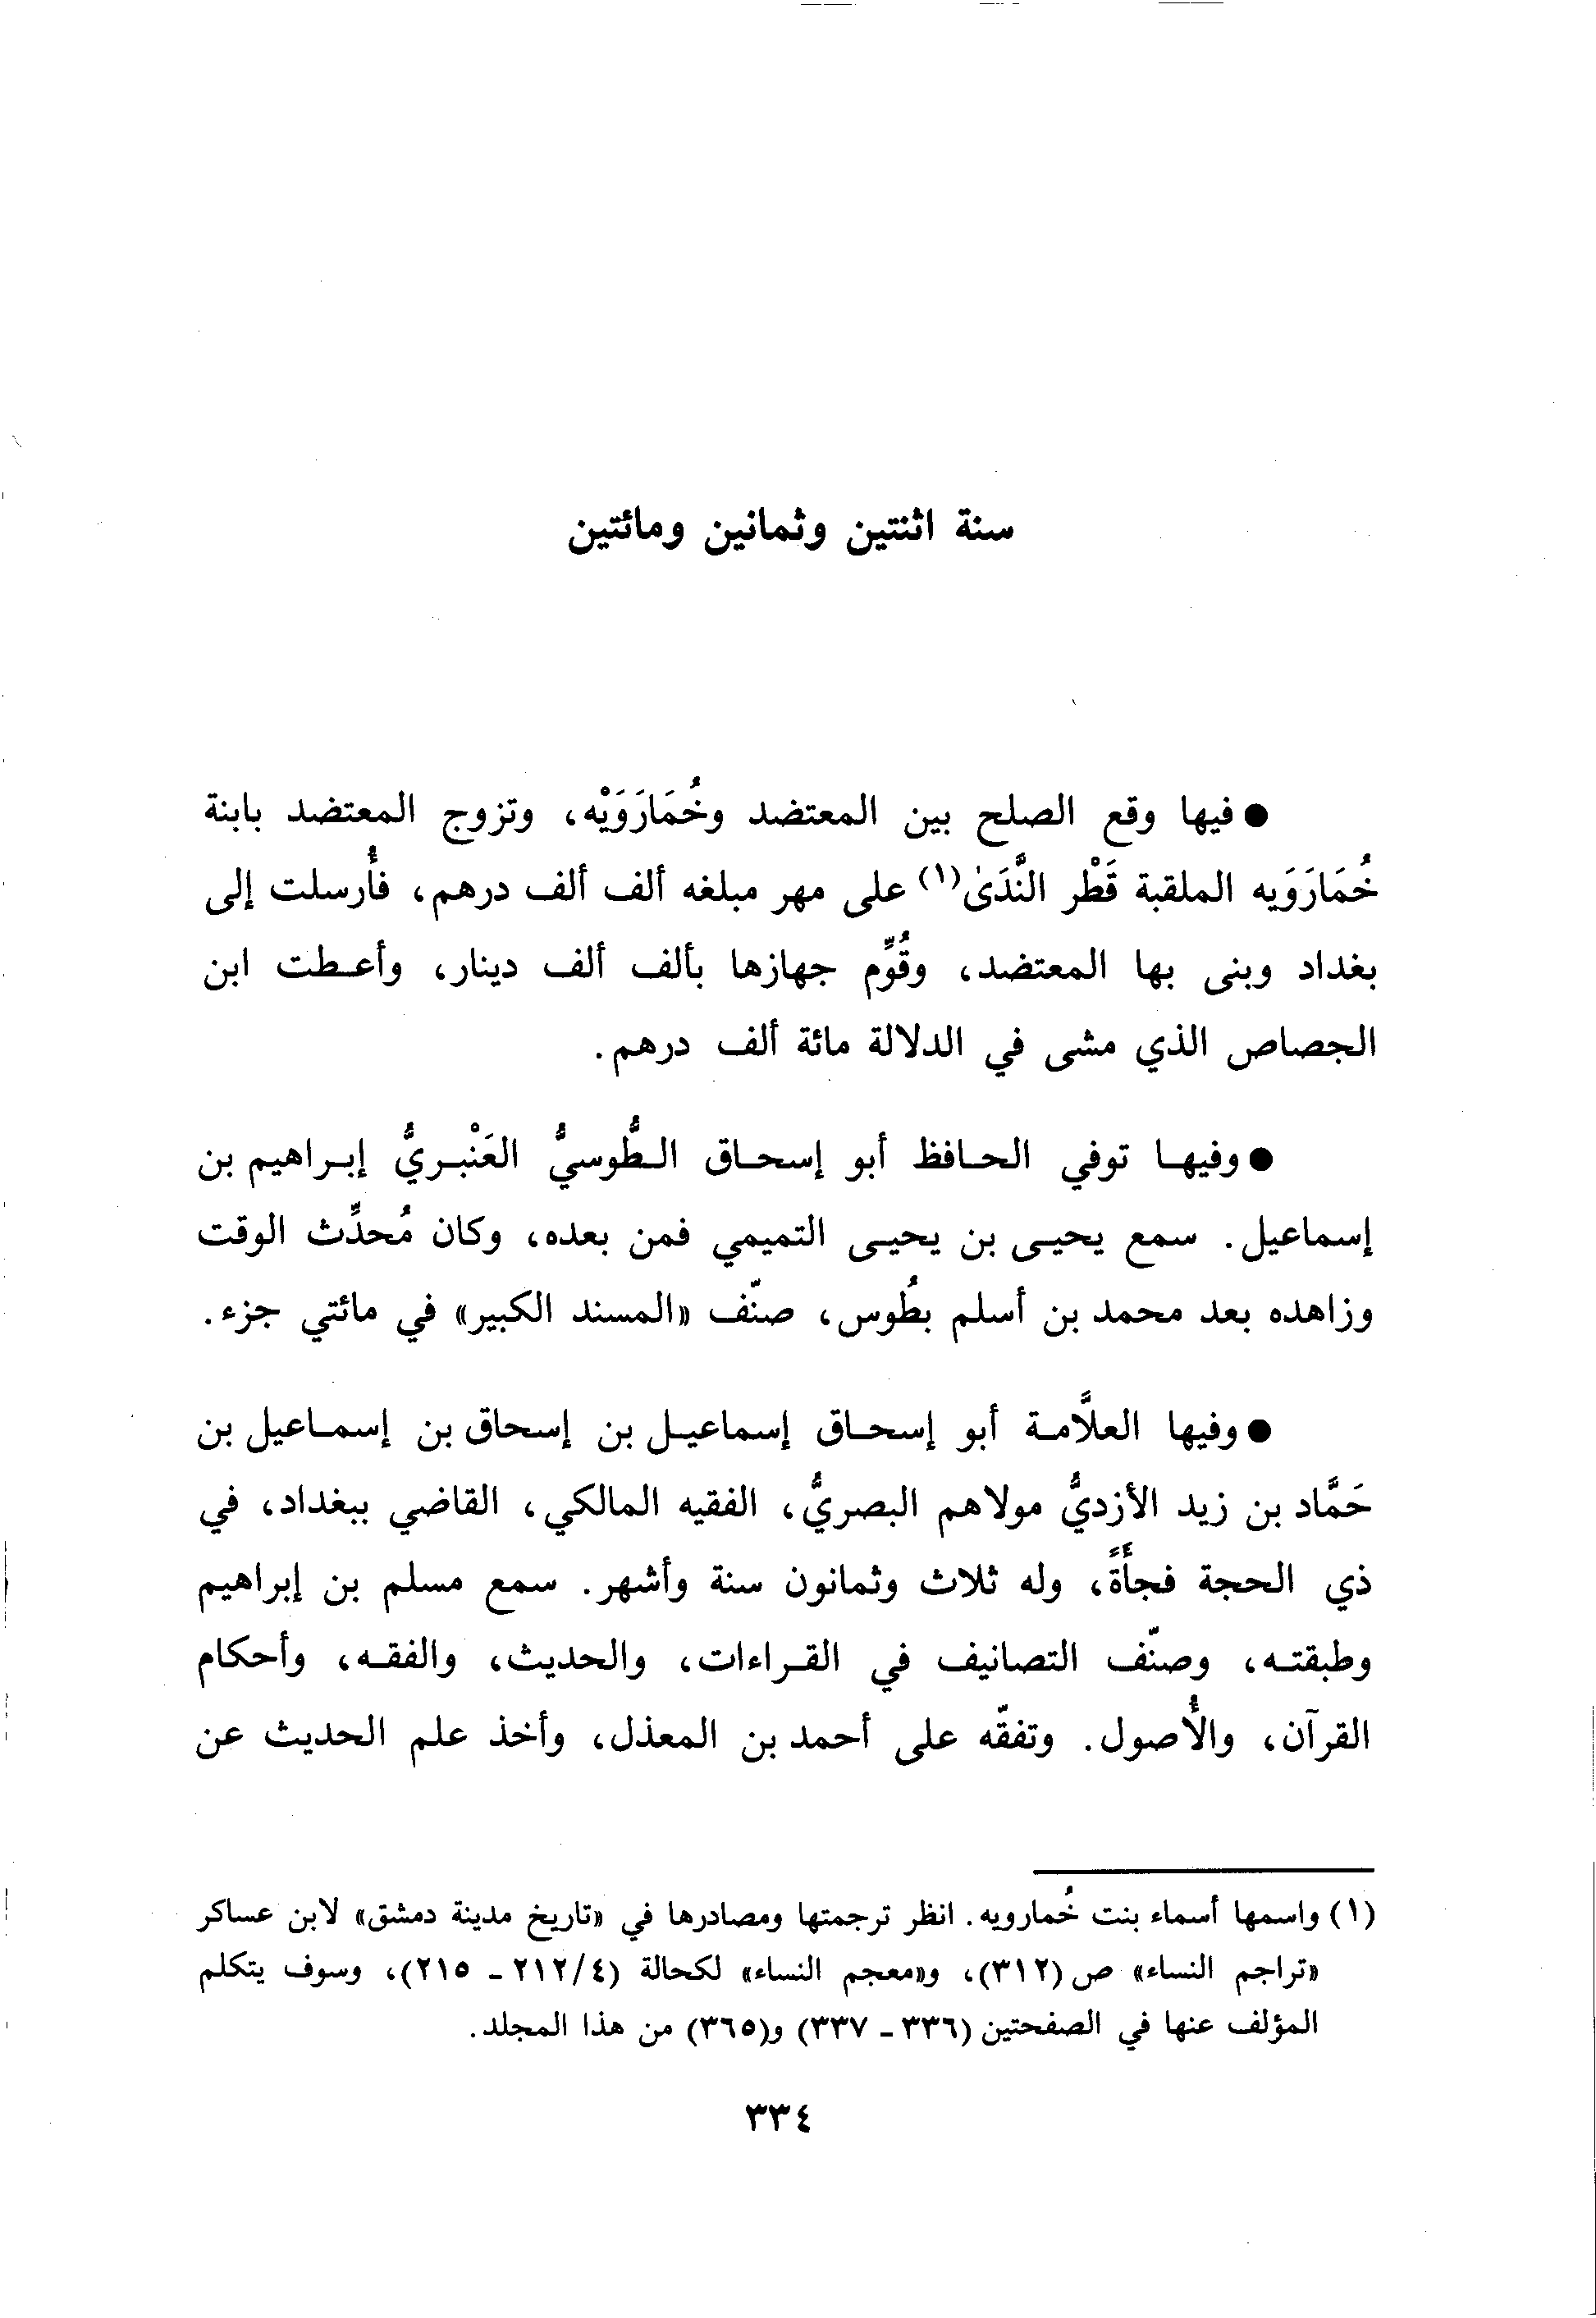 سنة اثنتين وثمانين ومائتين
● فيها وقع الصلح بين المعتضد وخُمَارَوَيْه، وتزوج المعتضد بابنة
خُمَارَوَيه الملقبة قَطْر النَّدَىٰ(١) على مهر مبلغه ألف ألف درهم، فأُرسلت إلى
بغداد وبنى بها المعتضد، وقُوِّم جهازها بألف ألف دينار، وأعطت ابن
الجصاص الذي مشى في الدلالة مائة ألف درهم.
● وفيها توفي الحافظ أبو إسحاق الطُّوسيُّ العَنْبريُّ إبراهيم بن
إسماعيل. سمع يحيى بن يحيى التميمي فمن بعده، وكان مُحدِّث الوقت
وزاهده بعد محمد بن أسلم بطُوس، صنّف «المسند الكبير» في مائتي جزء.
● وفيها العلَّامة أبو إسحاق إسماعيل بن إسحاق بن إسماعيل بن
حَمَّاد بن زيد الأزديُّ مولاهم البصريُّ، الفقيه المالكي، القاضي ببغداد، في
ذي الحجة فجأةً، وله ثلاث وثمانون سنة وأشهر. سمع مسلم بن إبراهيم
وطبقته، وصنّف التصانيف في القراءات، والحديث، والفقه، وأحكام
القرآن، والأُصول. وتفقّه على أحمد بن المعذل، وأخذ علم الحديث عن
(١) واسمها أسماء بنت خُمارويه. انظر ترجمتها ومصادرها في «تاريخ مدينة دمشق» لابن عساكر
«تراجم النساء» ص (٣١٢)، و«معجم النساء» لكحالة (٤/٢١٢ - ٢١٥)، وسوف يتكلم
المؤلف عنها في الصفحتين (٣٣٦ - ٣٣٧) و(٣٦٥) من هذا المجلد.
٣٣٤